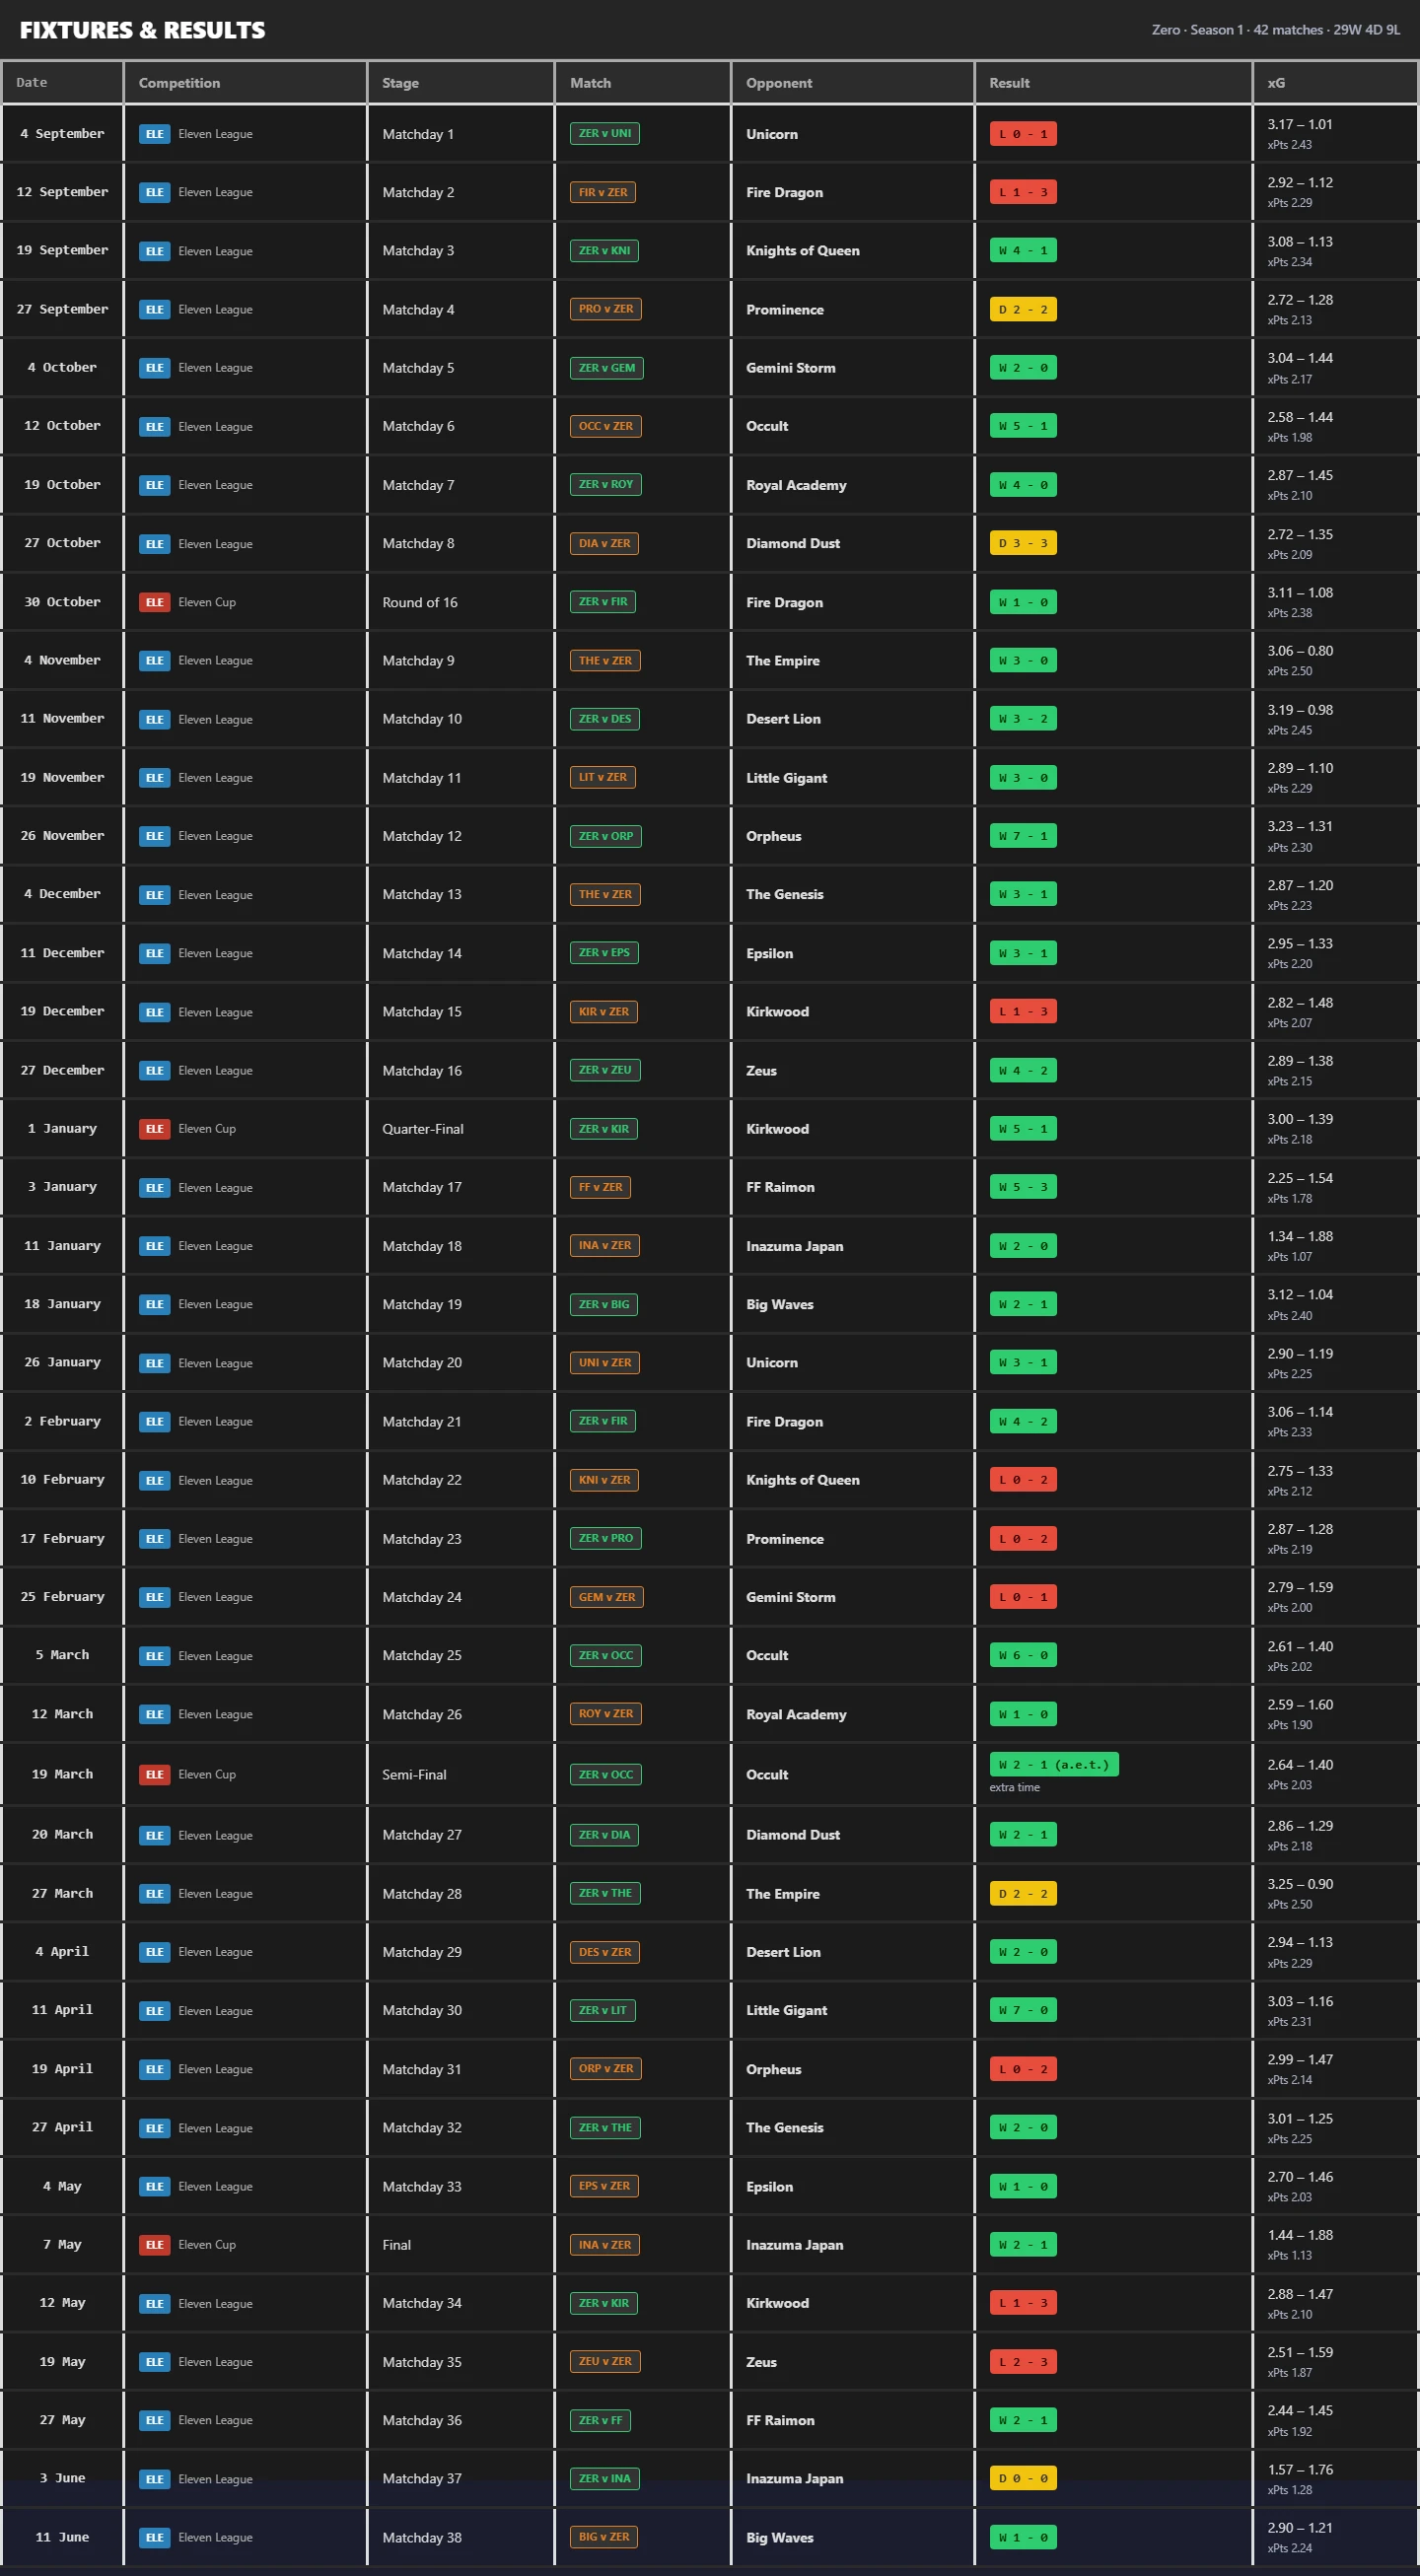 FIXTURES & RESULTS
Zero · Season 1 · 42 matches · 29W 4D 9L
Date Competition Stage Match Opponent Result xG
4 September ELE Eleven League Matchday 1 ZER v UNI Unicorn L 0 - 1 3.17 – 1.01
xPts 2.43
12 September ELE Eleven League Matchday 2 FIR v ZER Fire Dragon L 1 - 3 2.92 – 1.12
xPts 2.29
19 September ELE Eleven League Matchday 3 ZER v KNI Knights of Queen W 4 - 1 3.08 – 1.13
xPts 2.34
27 September ELE Eleven League Matchday 4 PRO v ZER Prominence D 2 - 2 2.72 – 1.28
xPts 2.13
4 October ELE Eleven League Matchday 5 ZER v GEM Gemini Storm W 2 - 0 3.04 – 1.44
xPts 2.17
12 October ELE Eleven League Matchday 6 OCC v ZER Occult W 5 - 1 2.58 – 1.44
xPts 1.98
19 October ELE Eleven League Matchday 7 ZER v ROY Royal Academy W 4 - 0 2.87 – 1.45
xPts 2.10
27 October ELE Eleven League Matchday 8 DIA v ZER Diamond Dust D 3 - 3 2.72 – 1.35
xPts 2.09
30 October ELE Eleven Cup Round of 16 ZER v FIR Fire Dragon W 1 - 0 3.11 – 1.08
xPts 2.38
4 November ELE Eleven League Matchday 9 THE v ZER The Empire W 3 - 0 3.06 – 0.80
xPts 2.50
11 November ELE Eleven League Matchday 10 ZER v DES Desert Lion W 3 - 2 3.19 – 0.98
xPts 2.45
19 November ELE Eleven League Matchday 11 LIT v ZER Little Gigant W 3 - 0 2.89 – 1.10
xPts 2.29
26 November ELE Eleven League Matchday 12 ZER v ORP Orpheus W 7 - 1 3.23 – 1.31
xPts 2.30
4 December ELE Eleven League Matchday 13 THE v ZER The Genesis W 3 - 1 2.87 – 1.20
xPts 2.23
11 December ELE Eleven League Matchday 14 ZER v EPS Epsilon W 3 - 1 2.95 – 1.33
xPts 2.20
19 December ELE Eleven League Matchday 15 KIR v ZER Kirkwood L 1 - 3 2.82 – 1.48
xPts 2.07
27 December ELE Eleven League Matchday 16 ZER v ZEU Zeus W 4 - 2 2.89 – 1.38
xPts 2.15
1 January ELE Eleven Cup Quarter-Final ZER v KIR Kirkwood W 5 - 1 3.00 – 1.39
xPts 2.18
3 January ELE Eleven League Matchday 17 FF v ZER FF Raimon W 5 - 3 2.25 – 1.54
xPts 1.78
11 January ELE Eleven League Matchday 18 INA v ZER Inazuma Japan W 2 - 0 1.34 – 1.88
xPts 1.07
18 January ELE Eleven League Matchday 19 ZER v BIG Big Waves W 2 - 1 3.12 – 1.04
xPts 2.40
26 January ELE Eleven League Matchday 20 UNI v ZER Unicorn W 3 - 1 2.90 – 1.19
xPts 2.25
2 February ELE Eleven League Matchday 21 ZER v FIR Fire Dragon W 4 - 2 3.06 – 1.14
xPts 2.33
10 February ELE Eleven League Matchday 22 KNI v ZER Knights of Queen L 0 - 2 2.75 – 1.33
xPts 2.12
17 February ELE Eleven League Matchday 23 ZER v PRO Prominence L 0 - 2 2.87 – 1.28
xPts 2.19
25 February ELE Eleven League Matchday 24 GEM v ZER Gemini Storm L 0 - 1 2.79 – 1.59
xPts 2.00
5 March ELE Eleven League Matchday 25 ZER v OCC Occult W 6 - 0 2.61 – 1.40
xPts 2.02
12 March ELE Eleven League Matchday 26 ROY v ZER Royal Academy W 1 - 0 2.59 – 1.60
xPts 1.90
19 March ELE Eleven Cup Semi-Final ZER v OCC Occult W 2 - 1 (a.e.t.) 2.64 – 1.40
extra time xPts 2.03
20 March ELE Eleven League Matchday 27 ZER v DIA Diamond Dust W 2 - 1 2.86 – 1.29
xPts 2.18
27 March ELE Eleven League Matchday 28 ZER v THE The Empire D 2 - 2 3.25 – 0.90
xPts 2.50
4 April ELE Eleven League Matchday 29 DES v ZER Desert Lion W 2 - 0 2.94 – 1.13
xPts 2.29
11 April ELE Eleven League Matchday 30 ZER v LIT Little Gigant W 7 - 0 3.03 – 1.16
xPts 2.31
19 April ELE Eleven League Matchday 31 ORP v ZER Orpheus L 0 - 2 2.99 – 1.47
xPts 2.14
27 April ELE Eleven League Matchday 32 ZER v THE The Genesis W 2 - 0 3.01 – 1.25
xPts 2.25
4 May ELE Eleven League Matchday 33 EPS v ZER Epsilon W 1 - 0 2.70 – 1.46
xPts 2.03
7 May ELE Eleven Cup Final INA v ZER Inazuma Japan W 2 - 1 1.44 – 1.88
xPts 1.13
12 May ELE Eleven League Matchday 34 ZER v KIR Kirkwood L 1 - 3 2.88 – 1.47
xPts 2.10
19 May ELE Eleven League Matchday 35 ZEU v ZER Zeus L 2 - 3 2.51 – 1.59
xPts 1.87
27 May ELE Eleven League Matchday 36 ZER v FF FF Raimon W 2 - 1 2.44 – 1.45
xPts 1.92
3 June ELE Eleven League Matchday 37 ZER v INA Inazuma Japan D 0 - 0 1.57 – 1.76
xPts 1.28
11 June ELE Eleven League Matchday 38 BIG v ZER Big Waves W 1 - 0 2.90 – 1.21
xPts 2.24